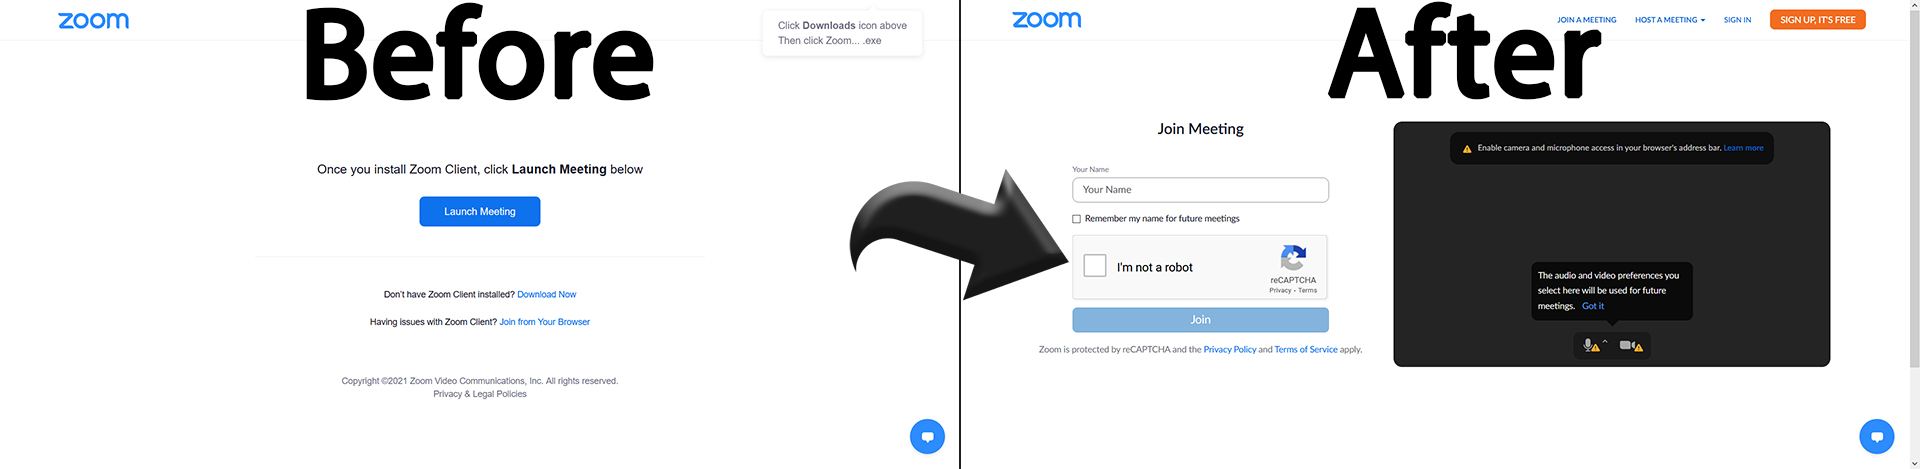 zoom
Before
Click Downloads icon above
Then click Zoom... .exe
Once you install Zoom Client, click Launch Meeting below
Launch Meeting
Don't have Zoom Client installed? Download Now
Having issues with Zoom Client? Join from Your Browser
Copyright ©2021 Zoom Video Communications, Inc. All rights reserved.
Privacy & Legal Policies
zoom
After
JOIN A MEETING
HOST A MEETING
SIGN IN
SIGN UP, IT'S FREE
Join Meeting
Your Name
Your Name
Remember my name for future meetings
I'm not a robot
reCAPTCHA
Privacy - Terms
Join
Zoom is protected by reCAPTCHA and the Privacy Policy and Terms of Service apply.
Enable camera and microphone access in your browser's address bar. Learn more
The audio and video preferences you
select here will be used for future
meetings. Got it